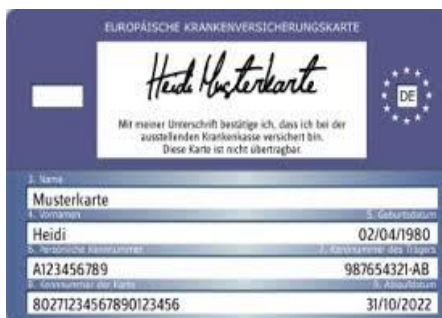 EUROPÄISCHE KRANKENVERSICHERUNGSKARTE
Heidi Musterkarte
DE
Mit meiner Unterschrift bestätige ich, dass ich bei der
ausstellenden Krankenkasse versichert bin.
Diese Karte ist nicht übertragbar.
3. Name
Musterkarte
4. Vornamen 5. Geburtsdatum
Heidi 02/04/1980
6. Persönliche Kennnummer 7. Kennnummer des Trägers
A123456789 987654321-AB
8. Kennnummer der Karte 9. Ablaufdatum
80271234567890123456 31/10/2022